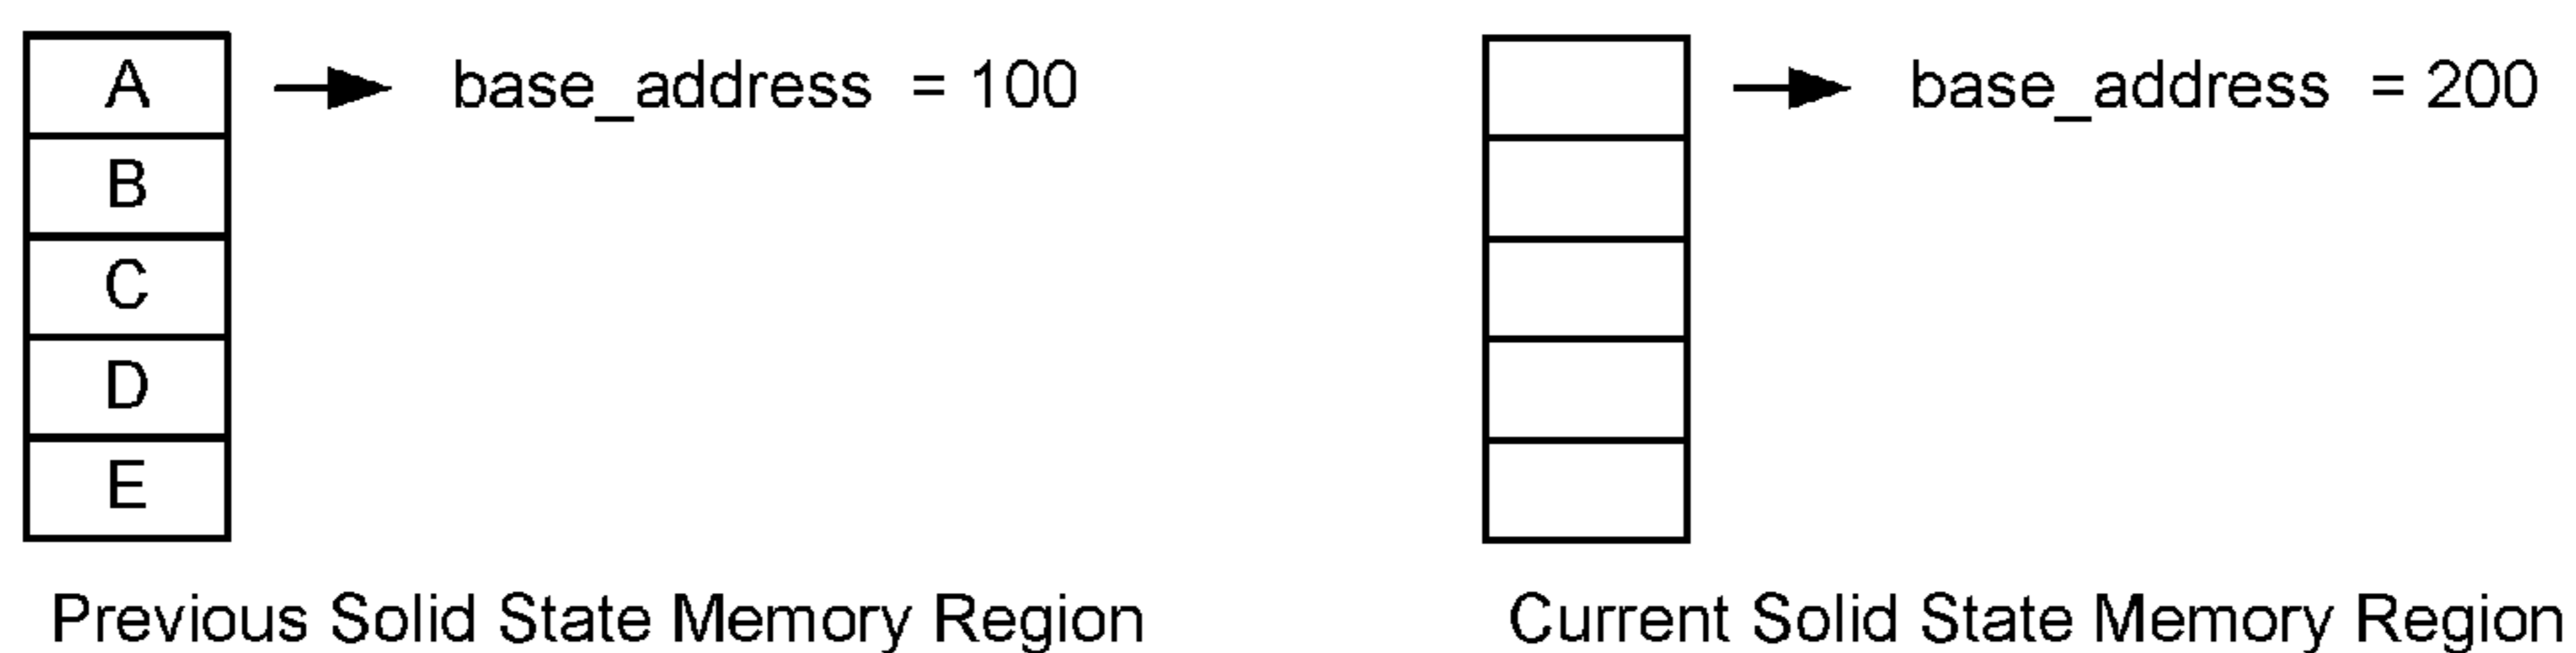 A base_address = 100 base_address = 200
B
C
D
E
Previous Solid State Memory Region Current Solid State Memory Region